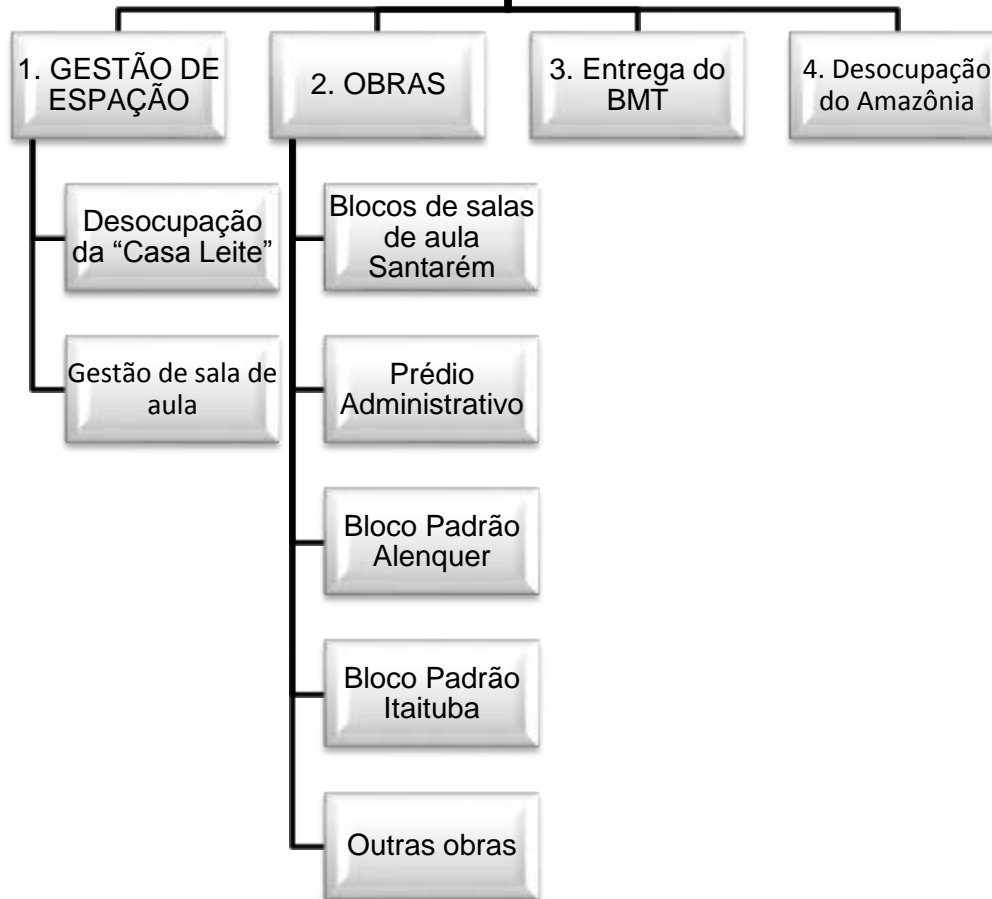 1. GESTÃO DE
ESPAÇÃO
2. OBRAS
3. Entrega do
BMT
4. Desocupação
do Amazônia
Desocupação
da “Casa Leite”
Gestão de sala de
aula
Blocos de salas
de aula
Santarém
Prédio
Administrativo
Bloco Padrão
Alenquer
Bloco Padrão
Itaituba
Outras obras